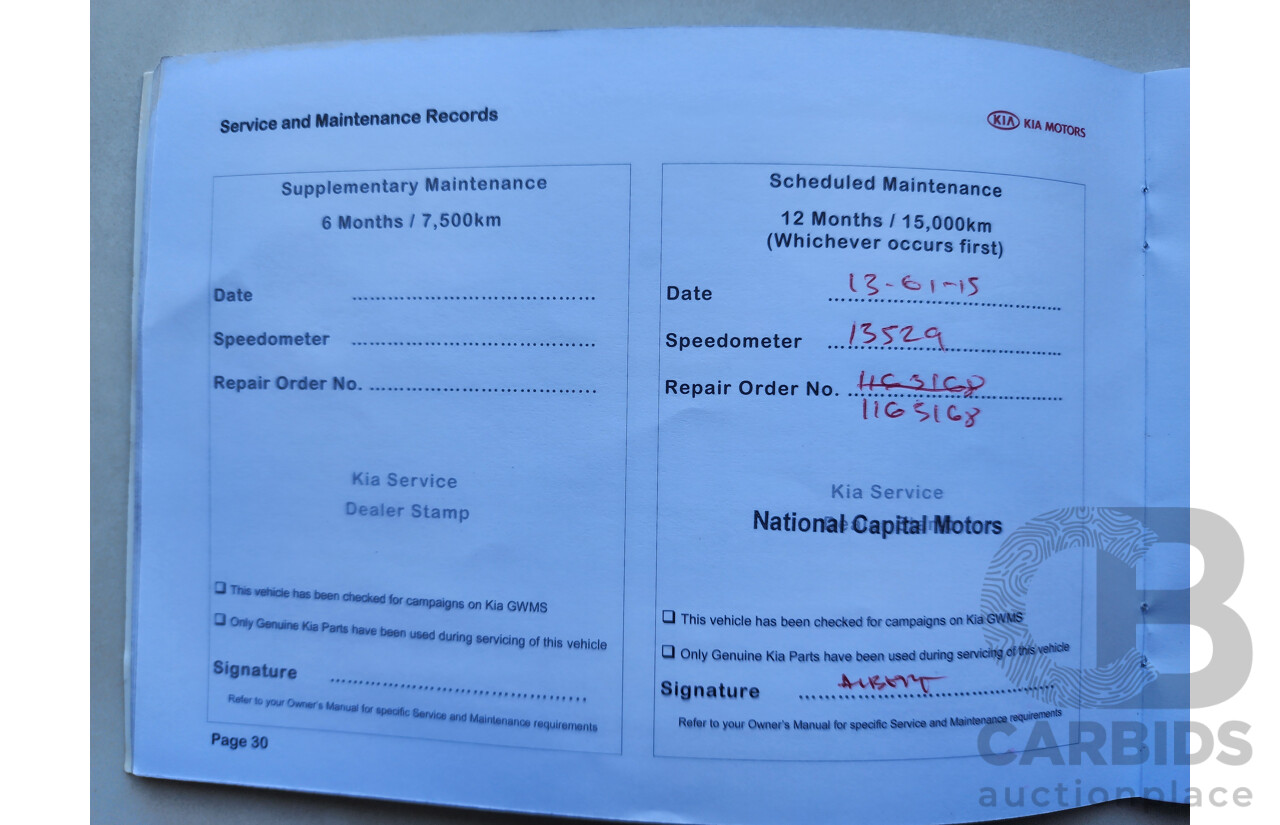 Service and Maintenance Records
KIA KIA MOTORS
Supplementary Maintenance
6 Months / 7,500km
Date
Speedometer
Repair Order No.
Kia Service
Dealer Stamp
❏ This vehicle has been checked for campaigns on Kia GWMS
❏ Only Genuine Kia Parts have been used during servicing of this vehicle
Signature
Refer to your Owner's Manual for specific Service and Maintenance requirements
Page 30
Scheduled Maintenance
12 Months / 15,000km
(Whichever occurs first)
Date 13-01-15
Speedometer 13529
Repair Order No.
1165168
Kia Service
National Capital Motors
❏ This vehicle has been checked for campaigns on Kia GWMS
❏ Only Genuine Kia Parts have been used during servicing of this vehicle
Signature
Refer to your Owner's Manual for specific Service and Maintenance requirements
CARBIDS
auctionplace